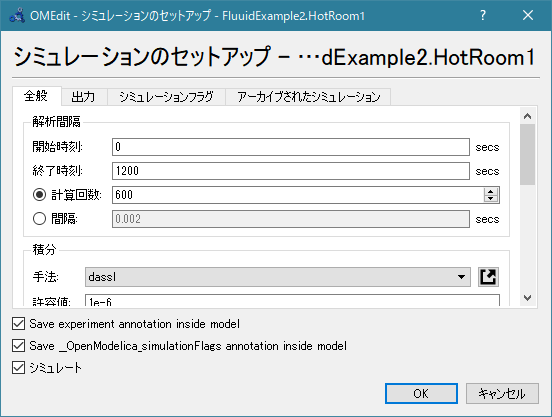 OMEdit - シミュレーションのセットアップ - FluuidExample2.HotRoom1
シミュレーションのセットアップ - …dExample2.HotRoom1
全般 出力 シミュレーションフラグ アーカイブされたシミュレーション
解析間隔
開始時刻: 0 secs
終了時刻: 1200 secs
計算回数: 600
間隔: 0.002 secs
積分
手法: dassl
許容値: 1e-6
Save experiment annotation inside model
Save __OpenModelica_simulationFlags annotation inside model
シミュレート
OK キャンセル